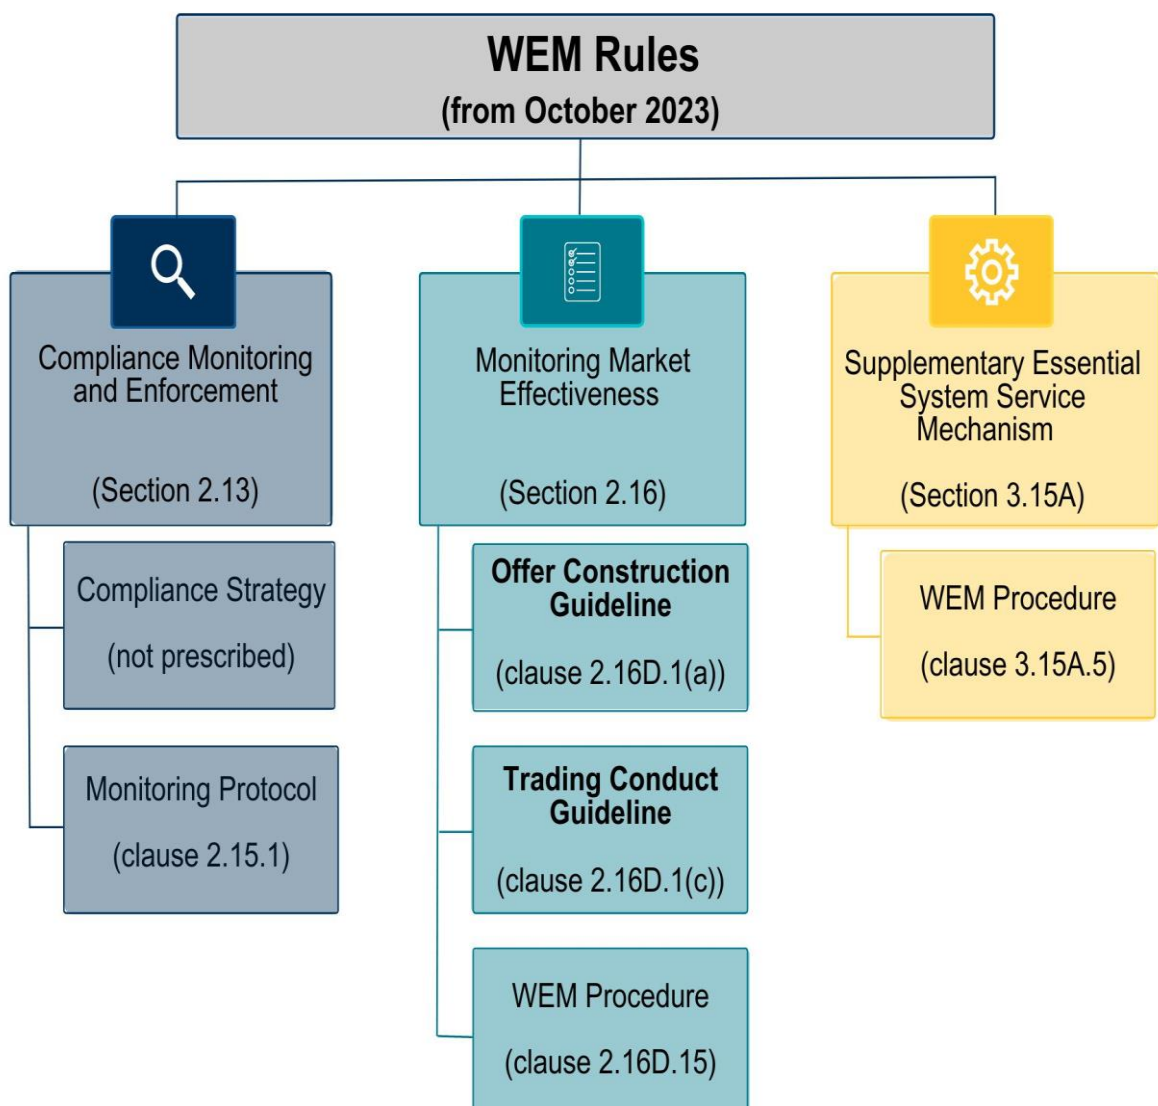 WEM Rules
(from October 2023)
Compliance Monitoring
and Enforcement
(Section 2.13)
Compliance Strategy
(not prescribed)
Monitoring Protocol
(clause 2.15.1)
Monitoring Market
Effectiveness
(Section 2.16)
Offer Construction
Guideline
(clause 2.16D.1(a))
Trading Conduct
Guideline
(clause 2.16D.1(c))
WEM Procedure
(clause 2.16D.15)
Supplementary Essential
System Service
Mechanism
(Section 3.15A)
WEM Procedure
(clause 3.15A.5)